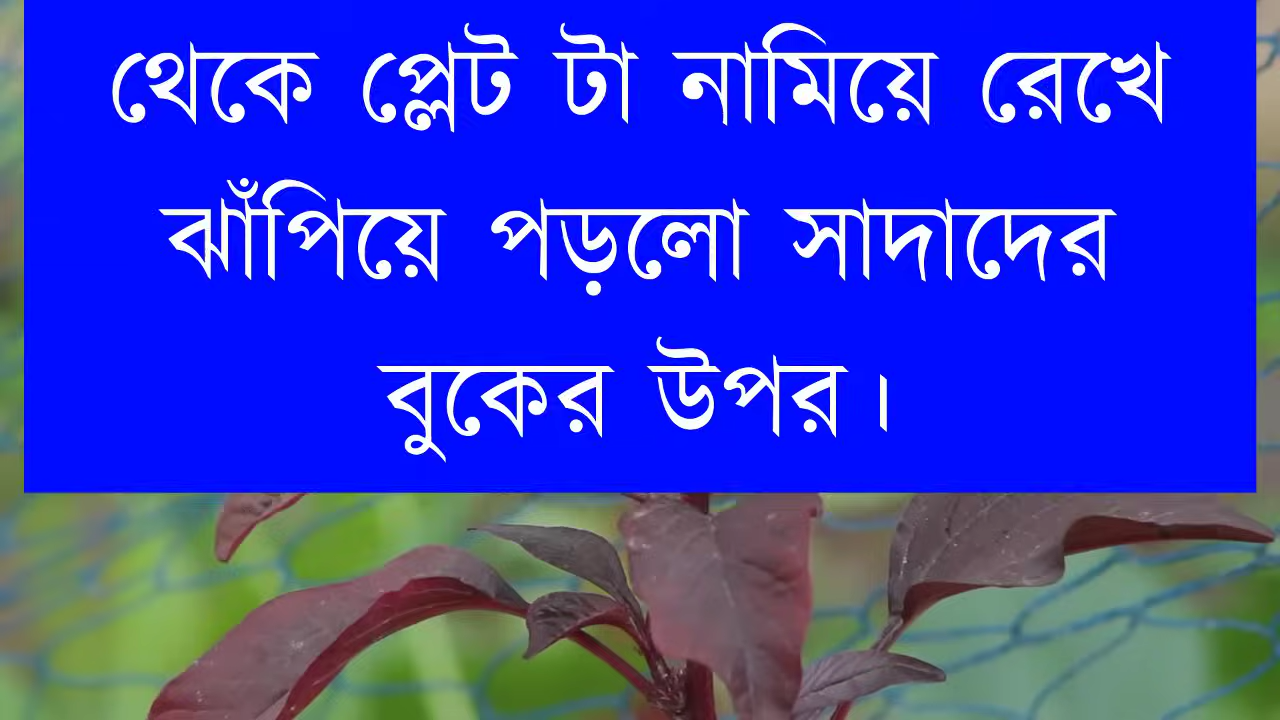 থেকে প্লেট টা নামিয়ে রেখে
ঝাঁপিয়ে পড়লো সাদাদের
বুকের উপর।